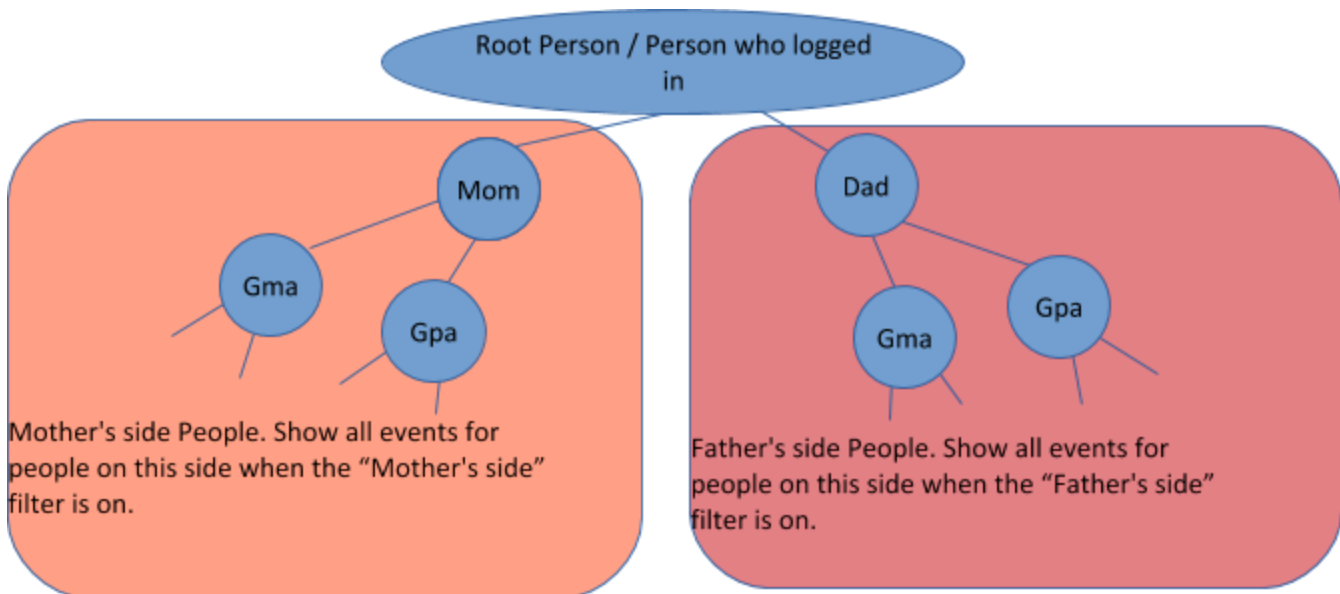 Root Person / Person who logged
in
Mom
Gma
Gpa
Mother's side People. Show all events for
people on this side when the “Mother's side”
filter is on.
Dad
Gma
Gpa
Father's side People. Show all events for
people on this side when the “Father's side”
filter is on.